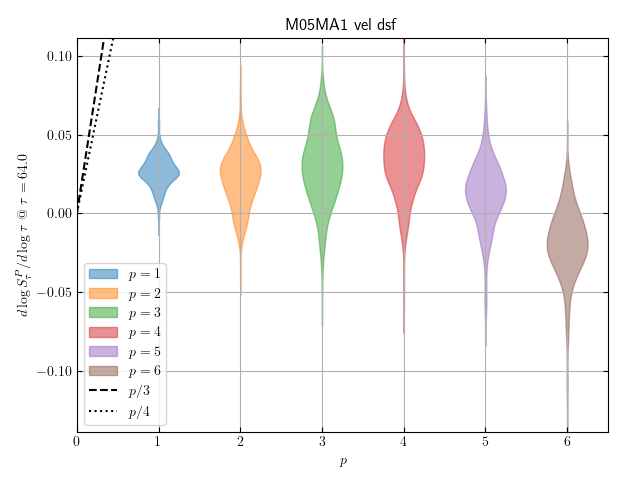 M05MA1 vel dsf
d log S_τ^P / d log τ @ τ = 64.0
0.10
0.05
0.00
−0.05
−0.10
p = 1
p = 2
p = 3
p = 4
p = 5
p = 6
p/3
p/4
0 1 2 3 4 5 6
p